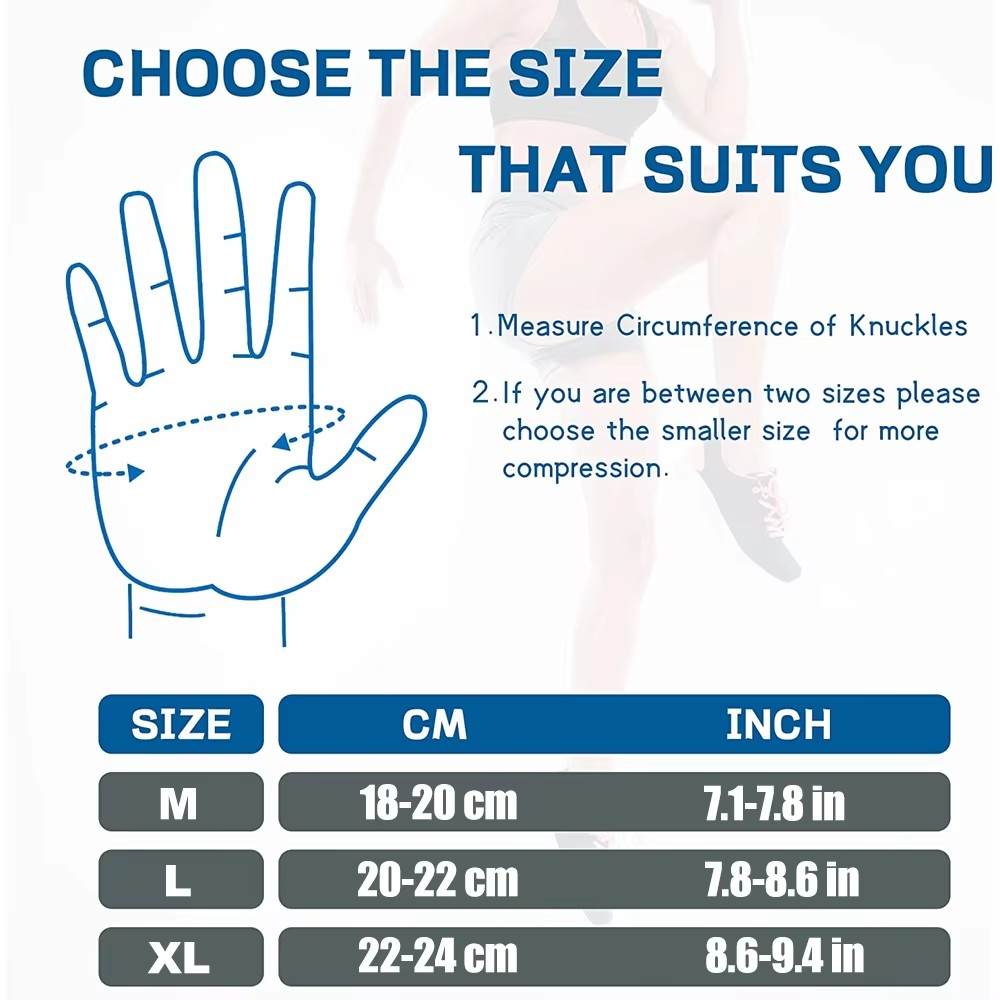 CHOOSE THE SIZE
THAT SUITS YOU
1.Measure Circumference of Knuckles
2.If you are between two sizes please
choose the smaller size for more
compression.
SIZE CM INCH
M 18-20 cm 7.1-7.8 in
L 20-22 cm 7.8-8.6 in
XL 22-24 cm 8.6-9.4 in